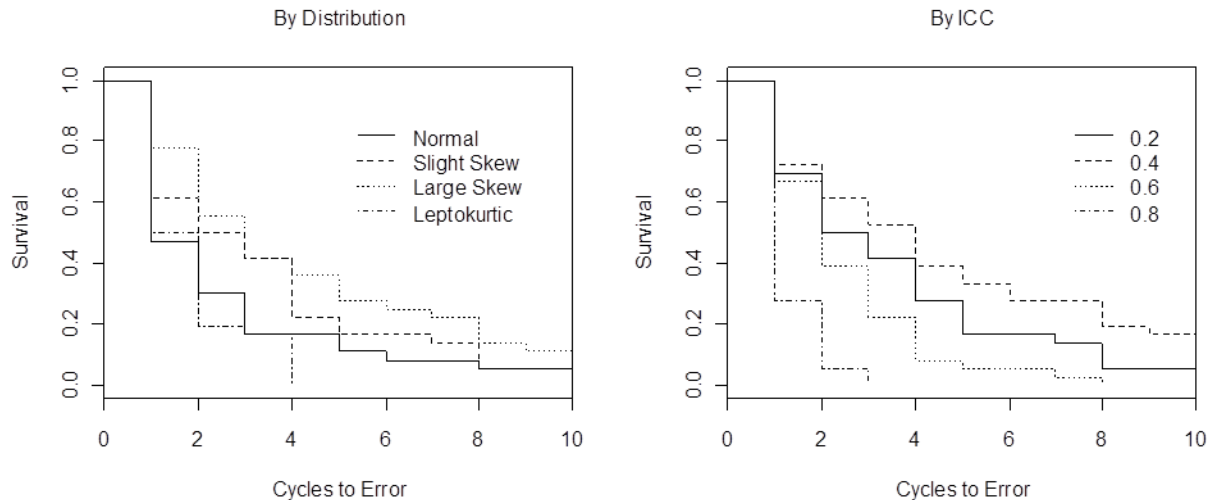 By Distribution
Survival
1.0
0.8
0.6
0.4
0.2
0.0
Normal
Slight Skew
Large Skew
Leptokurtic
0 2 4 6 8 10
Cycles to Error
By ICC
Survival
1.0
0.8
0.6
0.4
0.2
0.0
0.2
0.4
0.6
0.8
0 2 4 6 8 10
Cycles to Error